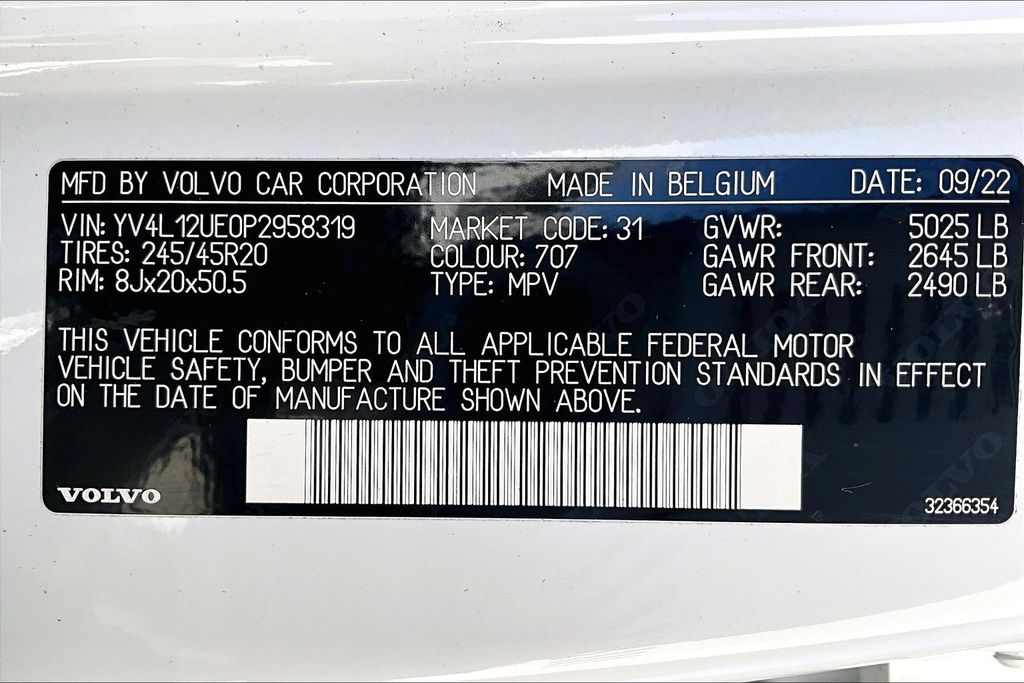 MFD BY VOLVO CAR CORPORATION MADE IN BELGIUM DATE: 09/22
VIN: YV4L12UE0P2958319 MARKET CODE: 31 GVWR: 5025 LB
TIRES: 245/45R20 COLOUR: 707 GAWR FRONT: 2645 LB
RIM: 8Jx20x50.5 TYPE: MPV GAWR REAR: 2490 LB
THIS VEHICLE CONFORMS TO ALL APPLICABLE FEDERAL MOTOR
VEHICLE SAFETY, BUMPER AND THEFT PREVENTION STANDARDS IN EFFECT
ON THE DATE OF MANUFACTURE SHOWN ABOVE.
VOLVO
32366354